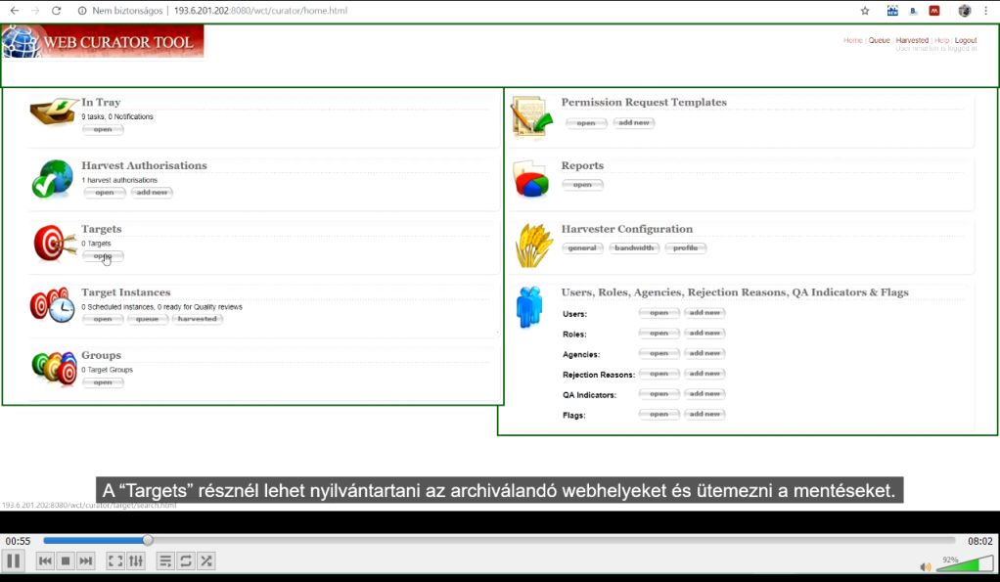 Nem biztonságos | 193.6.201.202:8080/wct/curator/home.html
WEB CURATOR TOOL
Home | Queue | Harvested | Help | Logout
User nmarton is logged in
In Tray
9 tasks, 0 Notifications
open
Harvest Authorisations
1 harvest authorisations
open add new
Targets
0 Targets
open
Target Instances
0 Scheduled instances, 0 ready for Quality reviews
open queue harvested
Groups
0 Target Groups
open
Permission Request Templates
open add new
Reports
open
Harvester Configuration
general bandwidth profile
Users, Roles, Agencies, Rejection Reasons, QA Indicators & Flags
Users: open add new
Roles: open add new
Agencies: open add new
Rejection Reasons: open add new
QA Indicators: open add new
Flags: open add new
A “Targets” résznél lehet nyilvántartani az archiválandó webhelyeket és ütemezni a mentéseket.
193.6.201.202:8080/wct/curator/target/search.html
00:55
08:02
92%